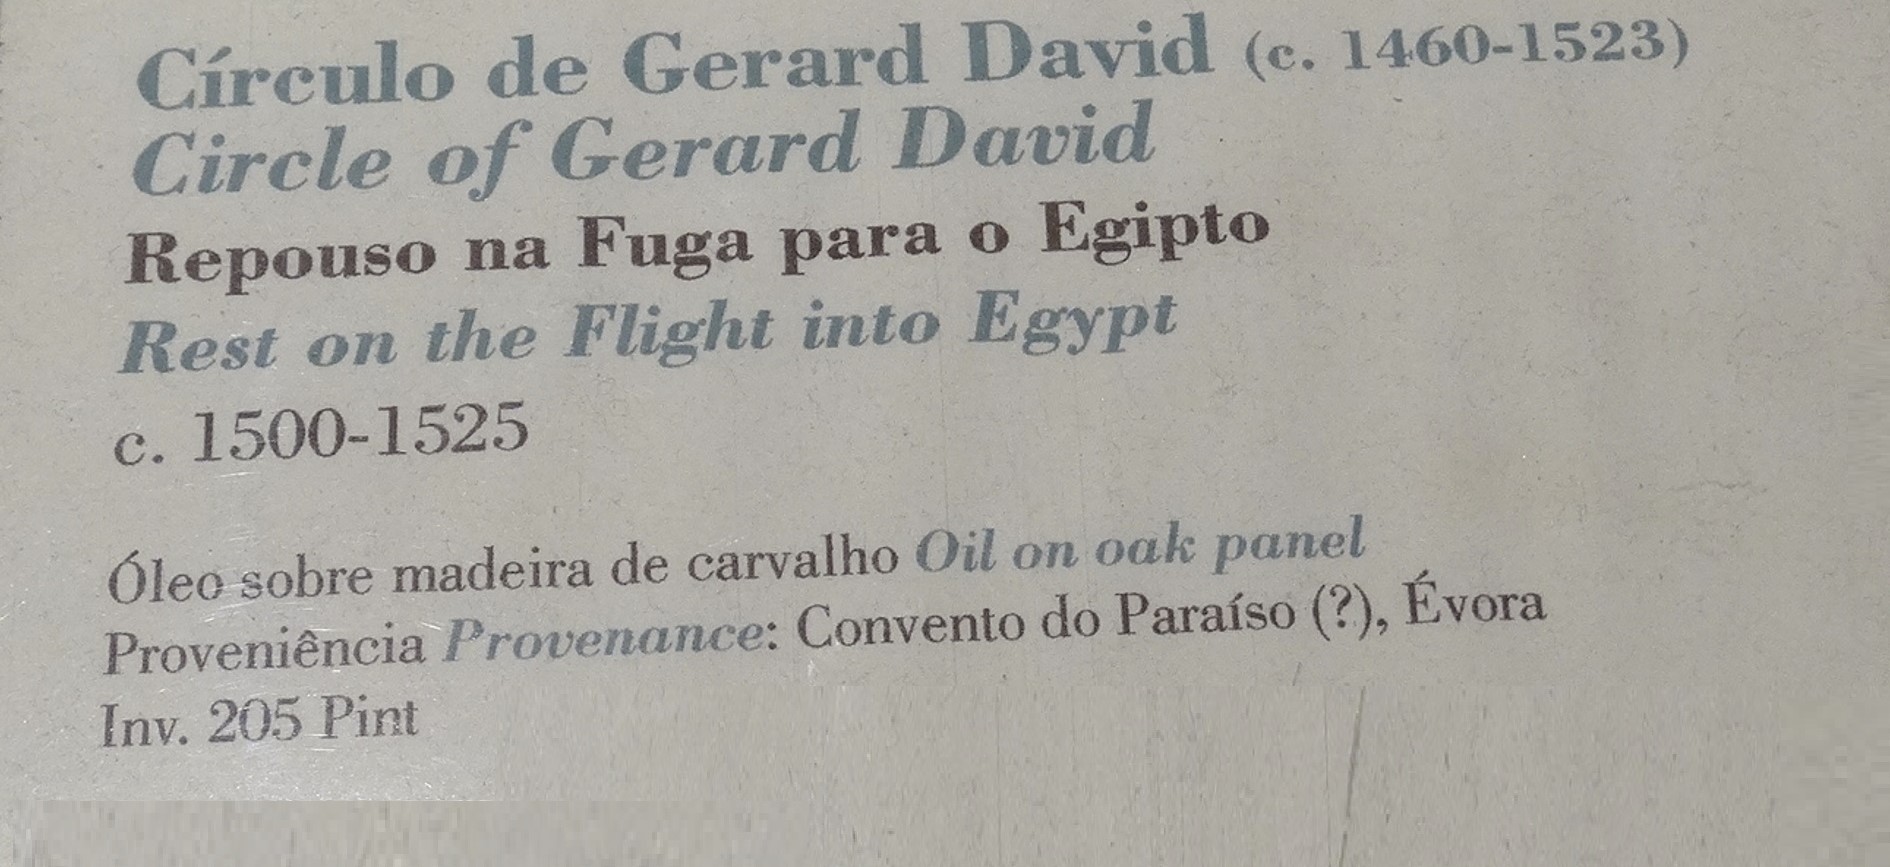 Círculo de Gerard David (c. 1460-1523)
Circle of Gerard David
Repouso na Fuga para o Egipto
Rest on the Flight into Egypt
c. 1500-1525
Óleo sobre madeira de carvalho Oil on oak panel
Proveniência Provenance: Convento do Paraíso (?), Évora
Inv. 205 Pint